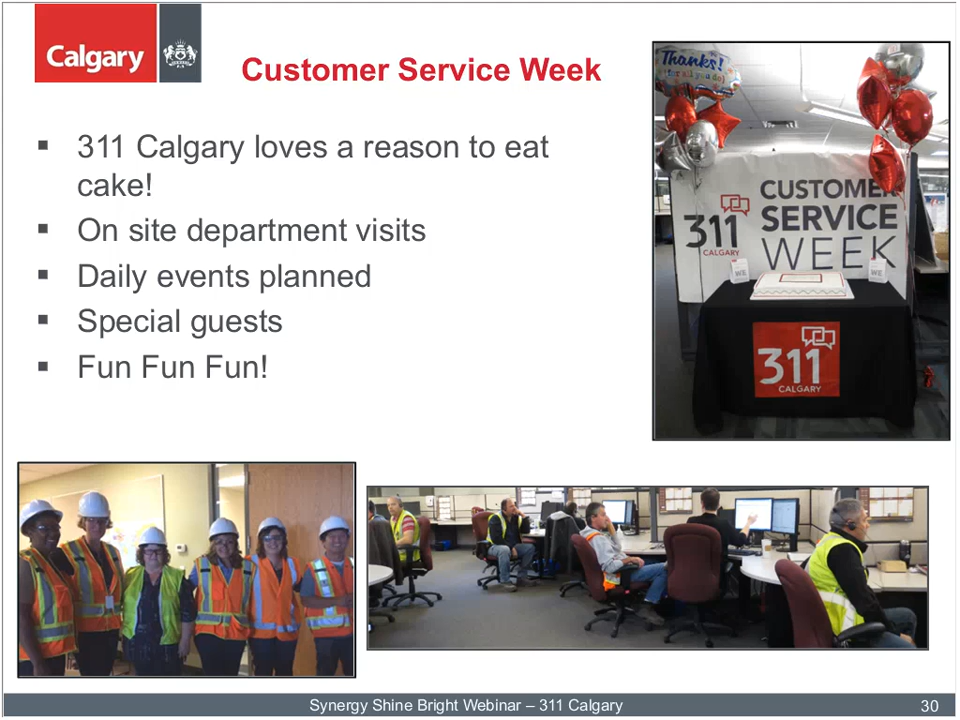 Calgary
Customer Service Week
311 Calgary loves a reason to eat
cake!
On site department visits
Daily events planned
Special guests
Fun Fun Fun!
Thanks!
(for all you do)
311
CALGARY
CUSTOMER
SERVICE
WEEK
311
CALGARY
Synergy Shine Bright Webinar – 311 Calgary
30